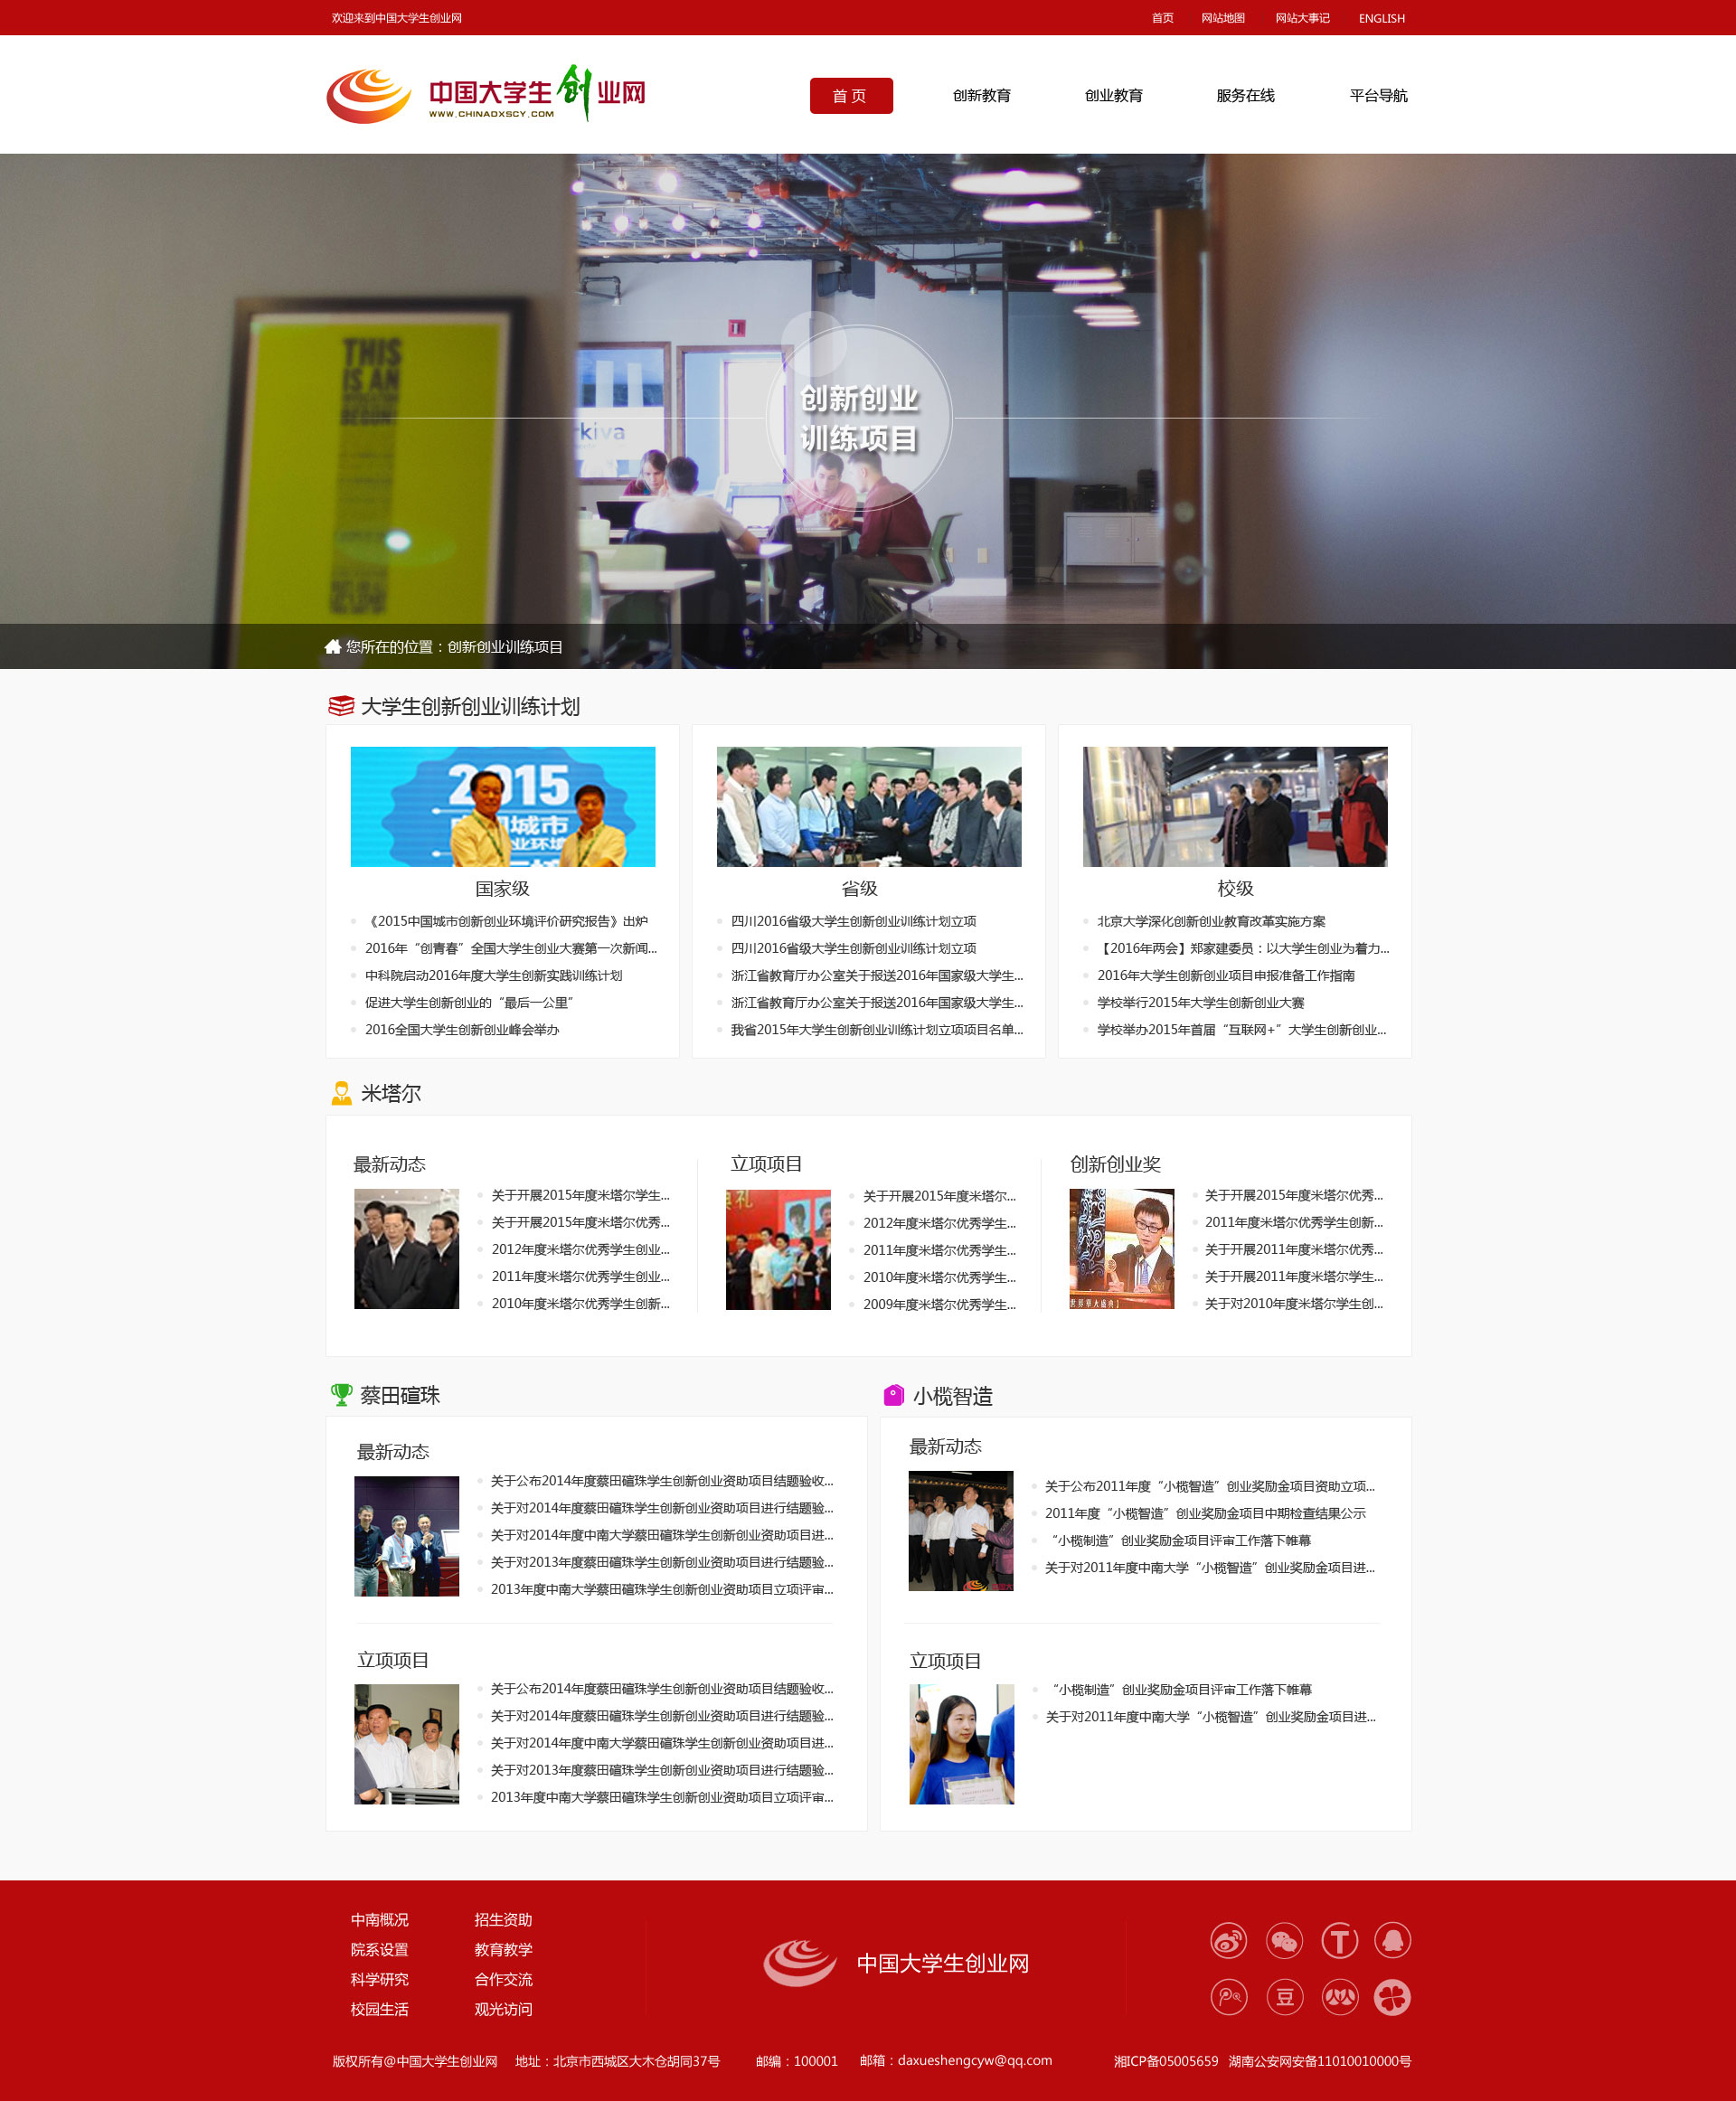 欢迎来到中国大学生创业网
首页 网站地图 网站大事记 ENGLISH
中国大学生创业网
WWW.CHINADXSCY.COM
首页 创新教育 创业教育 服务在线 平台导航
THIS
IS AN
BEGUN!
rkiva
创新创业
训练项目
您所在的位置：创新创业训练项目
大学生创新创业训练计划
2015
国家级
《2015中国城市创新创业环境评价研究报告》出炉
2016年“创青春”全国大学生创业大赛第一次新闻...
中科院启动2016年度大学生创新实践训练计划
促进大学生创新创业的“最后一公里”
2016全国大学生创新创业峰会举办
省级
四川2016省级大学生创新创业训练计划立项
四川2016省级大学生创新创业训练计划立项
浙江省教育厅办公室关于报送2016年国家级大学生...
浙江省教育厅办公室关于报送2016年国家级大学生...
我省2015年大学生创新创业训练计划立项项目名单...
校级
北京大学深化创新创业教育改革实施方案
【2016年两会】郑家建委员：以大学生创业为着力...
2016年大学生创新创业项目申报准备工作指南
学校举行2015年大学生创新创业大赛
学校举办2015年首届“互联网+”大学生创新创业...
米塔尔
最新动态
关于开展2015年度米塔尔学生...
关于开展2015年度米塔尔优秀...
2012年度米塔尔优秀学生创业...
2011年度米塔尔优秀学生创业...
2010年度米塔尔优秀学生创新...
立项项目
关于开展2015年度米塔尔...
2012年度米塔尔优秀学生...
2011年度米塔尔优秀学生...
2010年度米塔尔优秀学生...
2009年度米塔尔优秀学生...
创新创业奖
关于开展2015年度米塔尔优秀...
2011年度米塔尔优秀学生创新...
关于开展2011年度米塔尔优秀...
关于开展2011年度米塔尔学生...
关于对2010年度米塔尔学生创...
蔡田碹珠
最新动态
关于公布2014年度蔡田碹珠学生创新创业资助项目结题验收...
关于对2014年度蔡田碹珠学生创新创业资助项目进行结题验...
关于对2014年度中南大学蔡田碹珠学生创新创业资助项目进...
关于对2013年度蔡田碹珠学生创新创业资助项目进行结题验...
2013年度中南大学蔡田碹珠学生创新创业资助项目立项评审...
立项项目
关于公布2014年度蔡田碹珠学生创新创业资助项目结题验收...
关于对2014年度蔡田碹珠学生创新创业资助项目进行结题验...
关于对2014年度中南大学蔡田碹珠学生创新创业资助项目进...
关于对2013年度蔡田碹珠学生创新创业资助项目进行结题验...
2013年度中南大学蔡田碹珠学生创新创业资助项目立项评审...
小榄智造
最新动态
关于公布2011年度“小榄智造”创业奖励金项目资助立项...
2011年度“小榄智造”创业奖励金项目中期检查结果公示
“小榄制造”创业奖励金项目评审工作落下帷幕
关于对2011年度中南大学“小榄智造”创业奖励金项目进...
立项项目
“小榄制造”创业奖励金项目评审工作落下帷幕
关于对2011年度中南大学“小榄智造”创业奖励金项目进...
中南概况 招生资助
院系设置 教育教学
科学研究 合作交流
校园生活 观光访问
中国大学生创业网
T
豆
版权所有@中国大学生创业网 地址：北京市西城区大木仓胡同37号 邮编：100001 邮箱：daxueshengcyw@qq.com 湘ICP备05005659 湖南公安网安备11010010000号